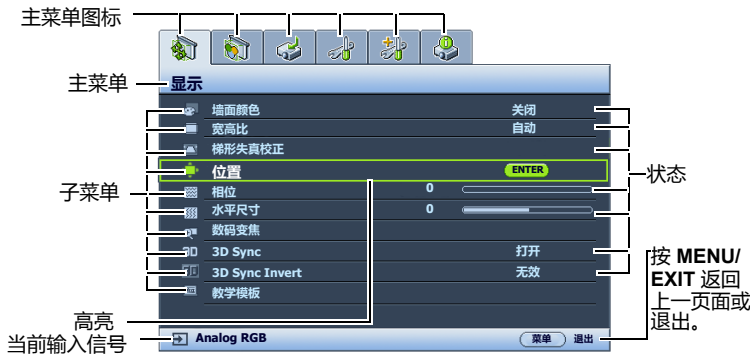 主菜单图标
主菜单
显示
墙面颜色 关闭
宽高比 自动
梯形失真校正
位置 ENTER
子菜单
状态
相位 0
水平尺寸 0
数码变焦
3D 3D Sync 打开
3D Sync Invert 无效
教学模板
按 MENU/
EXIT 返回
上一页面或
退出。
高亮
当前输入信号
Analog RGB 菜单 退出